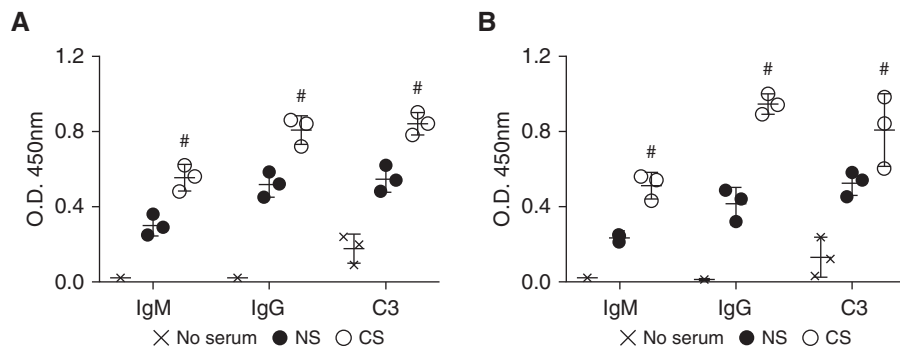 A
O.D. 450nm
1.2
0.8
0.4
0.0
#
#
#
IgM IgG C3
No serum NS CS
B
O.D. 450nm
1.2
0.8
0.4
0.0
#
#
#
IgM IgG C3
No serum NS CS